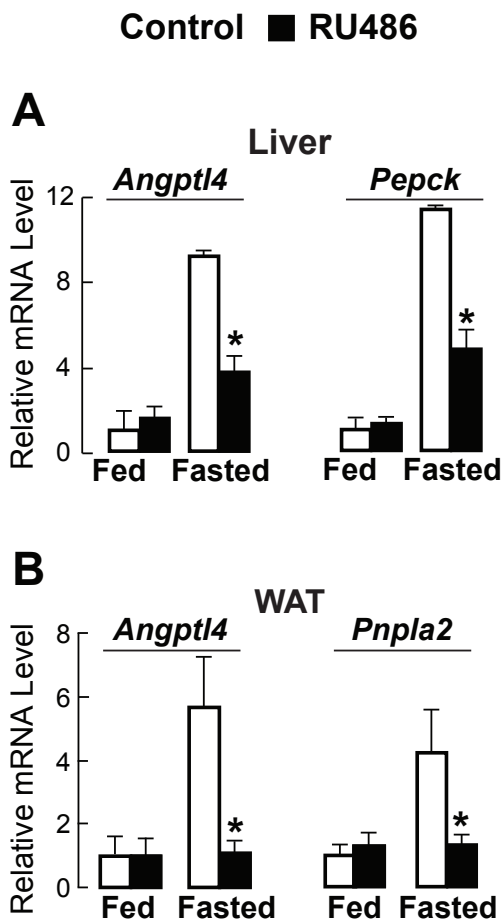 Control RU486
A
Liver
Angptl4 Pepck
Relative mRNA Level
12
8
4
0
* *
Fed Fasted Fed Fasted
B
WAT
Angptl4 Pnpla2
Relative mRNA Level
8
6
4
2
0
* *
Fed Fasted Fed Fasted